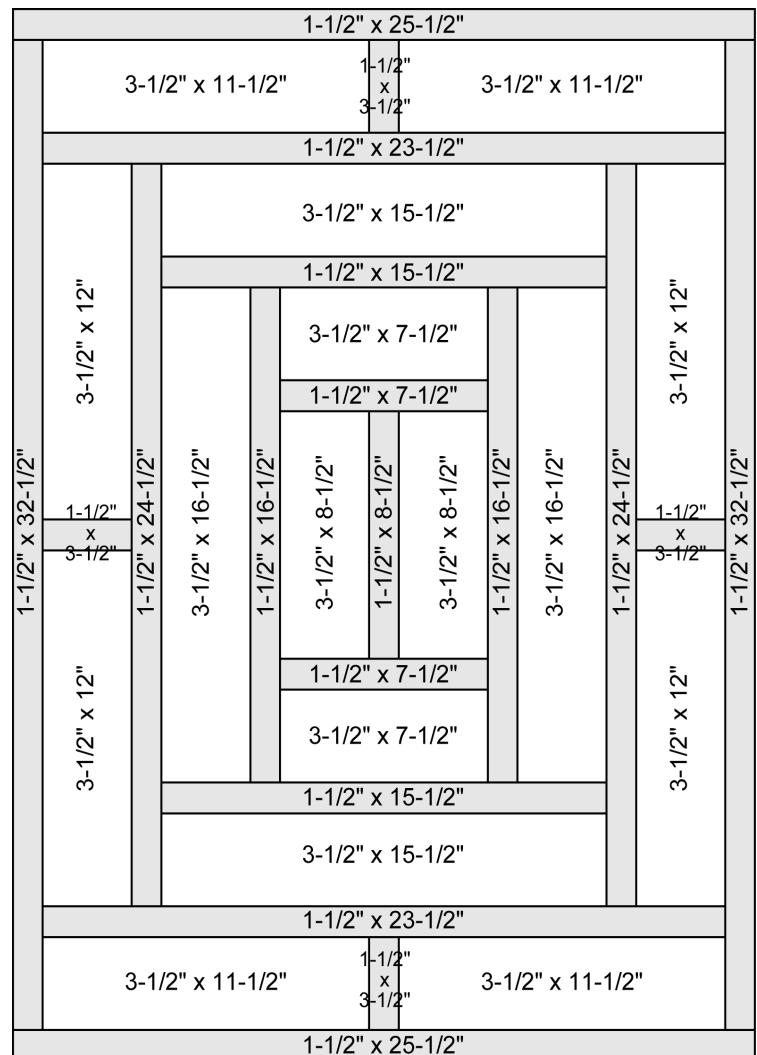 1-1/2" x 25-1/2"
3-1/2" x 11-1/2"
1-1/2"
x
3-1/2"
3-1/2" x 11-1/2"
1-1/2" x 23-1/2"
3-1/2" x 15-1/2"
1-1/2" x 15-1/2"
3-1/2" x 12"
3-1/2" x 7-1/2"
3-1/2" x 12"
1-1/2" x 7-1/2"
1-1/2" x 32-1/2"
1-1/2"
x
3-1/2"
1-1/2" x 24-1/2"
3-1/2" x 16-1/2"
1-1/2" x 16-1/2"
3-1/2" x 8-1/2"
1-1/2" x 8-1/2"
3-1/2" x 8-1/2"
1-1/2" x 16-1/2"
3-1/2" x 16-1/2"
1-1/2" x 24-1/2"
1-1/2"
x
3-1/2"
1-1/2" x 32-1/2"
1-1/2" x 7-1/2"
3-1/2" x 12"
3-1/2" x 7-1/2"
3-1/2" x 12"
1-1/2" x 15-1/2"
3-1/2" x 15-1/2"
1-1/2" x 23-1/2"
3-1/2" x 11-1/2"
1-1/2"
x
3-1/2"
3-1/2" x 11-1/2"
1-1/2" x 25-1/2"